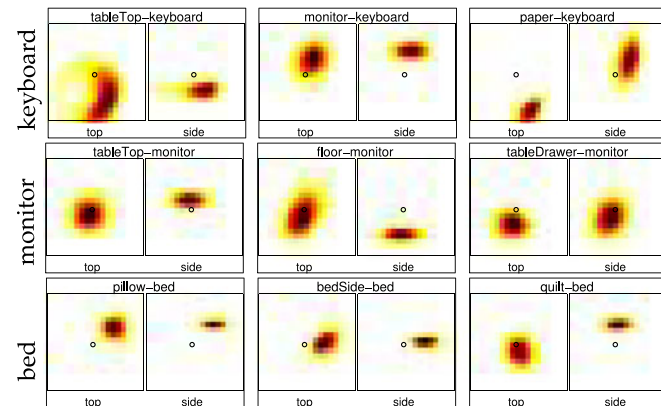 tableTop−keyboard monitor−keyboard paper−keyboard
keyboard
top side top side top side
tableTop−monitor floor−monitor tableDrawer−monitor
monitor
top side top side top side
pillow−bed bedSide−bed quilt−bed
bed
top side top side top side